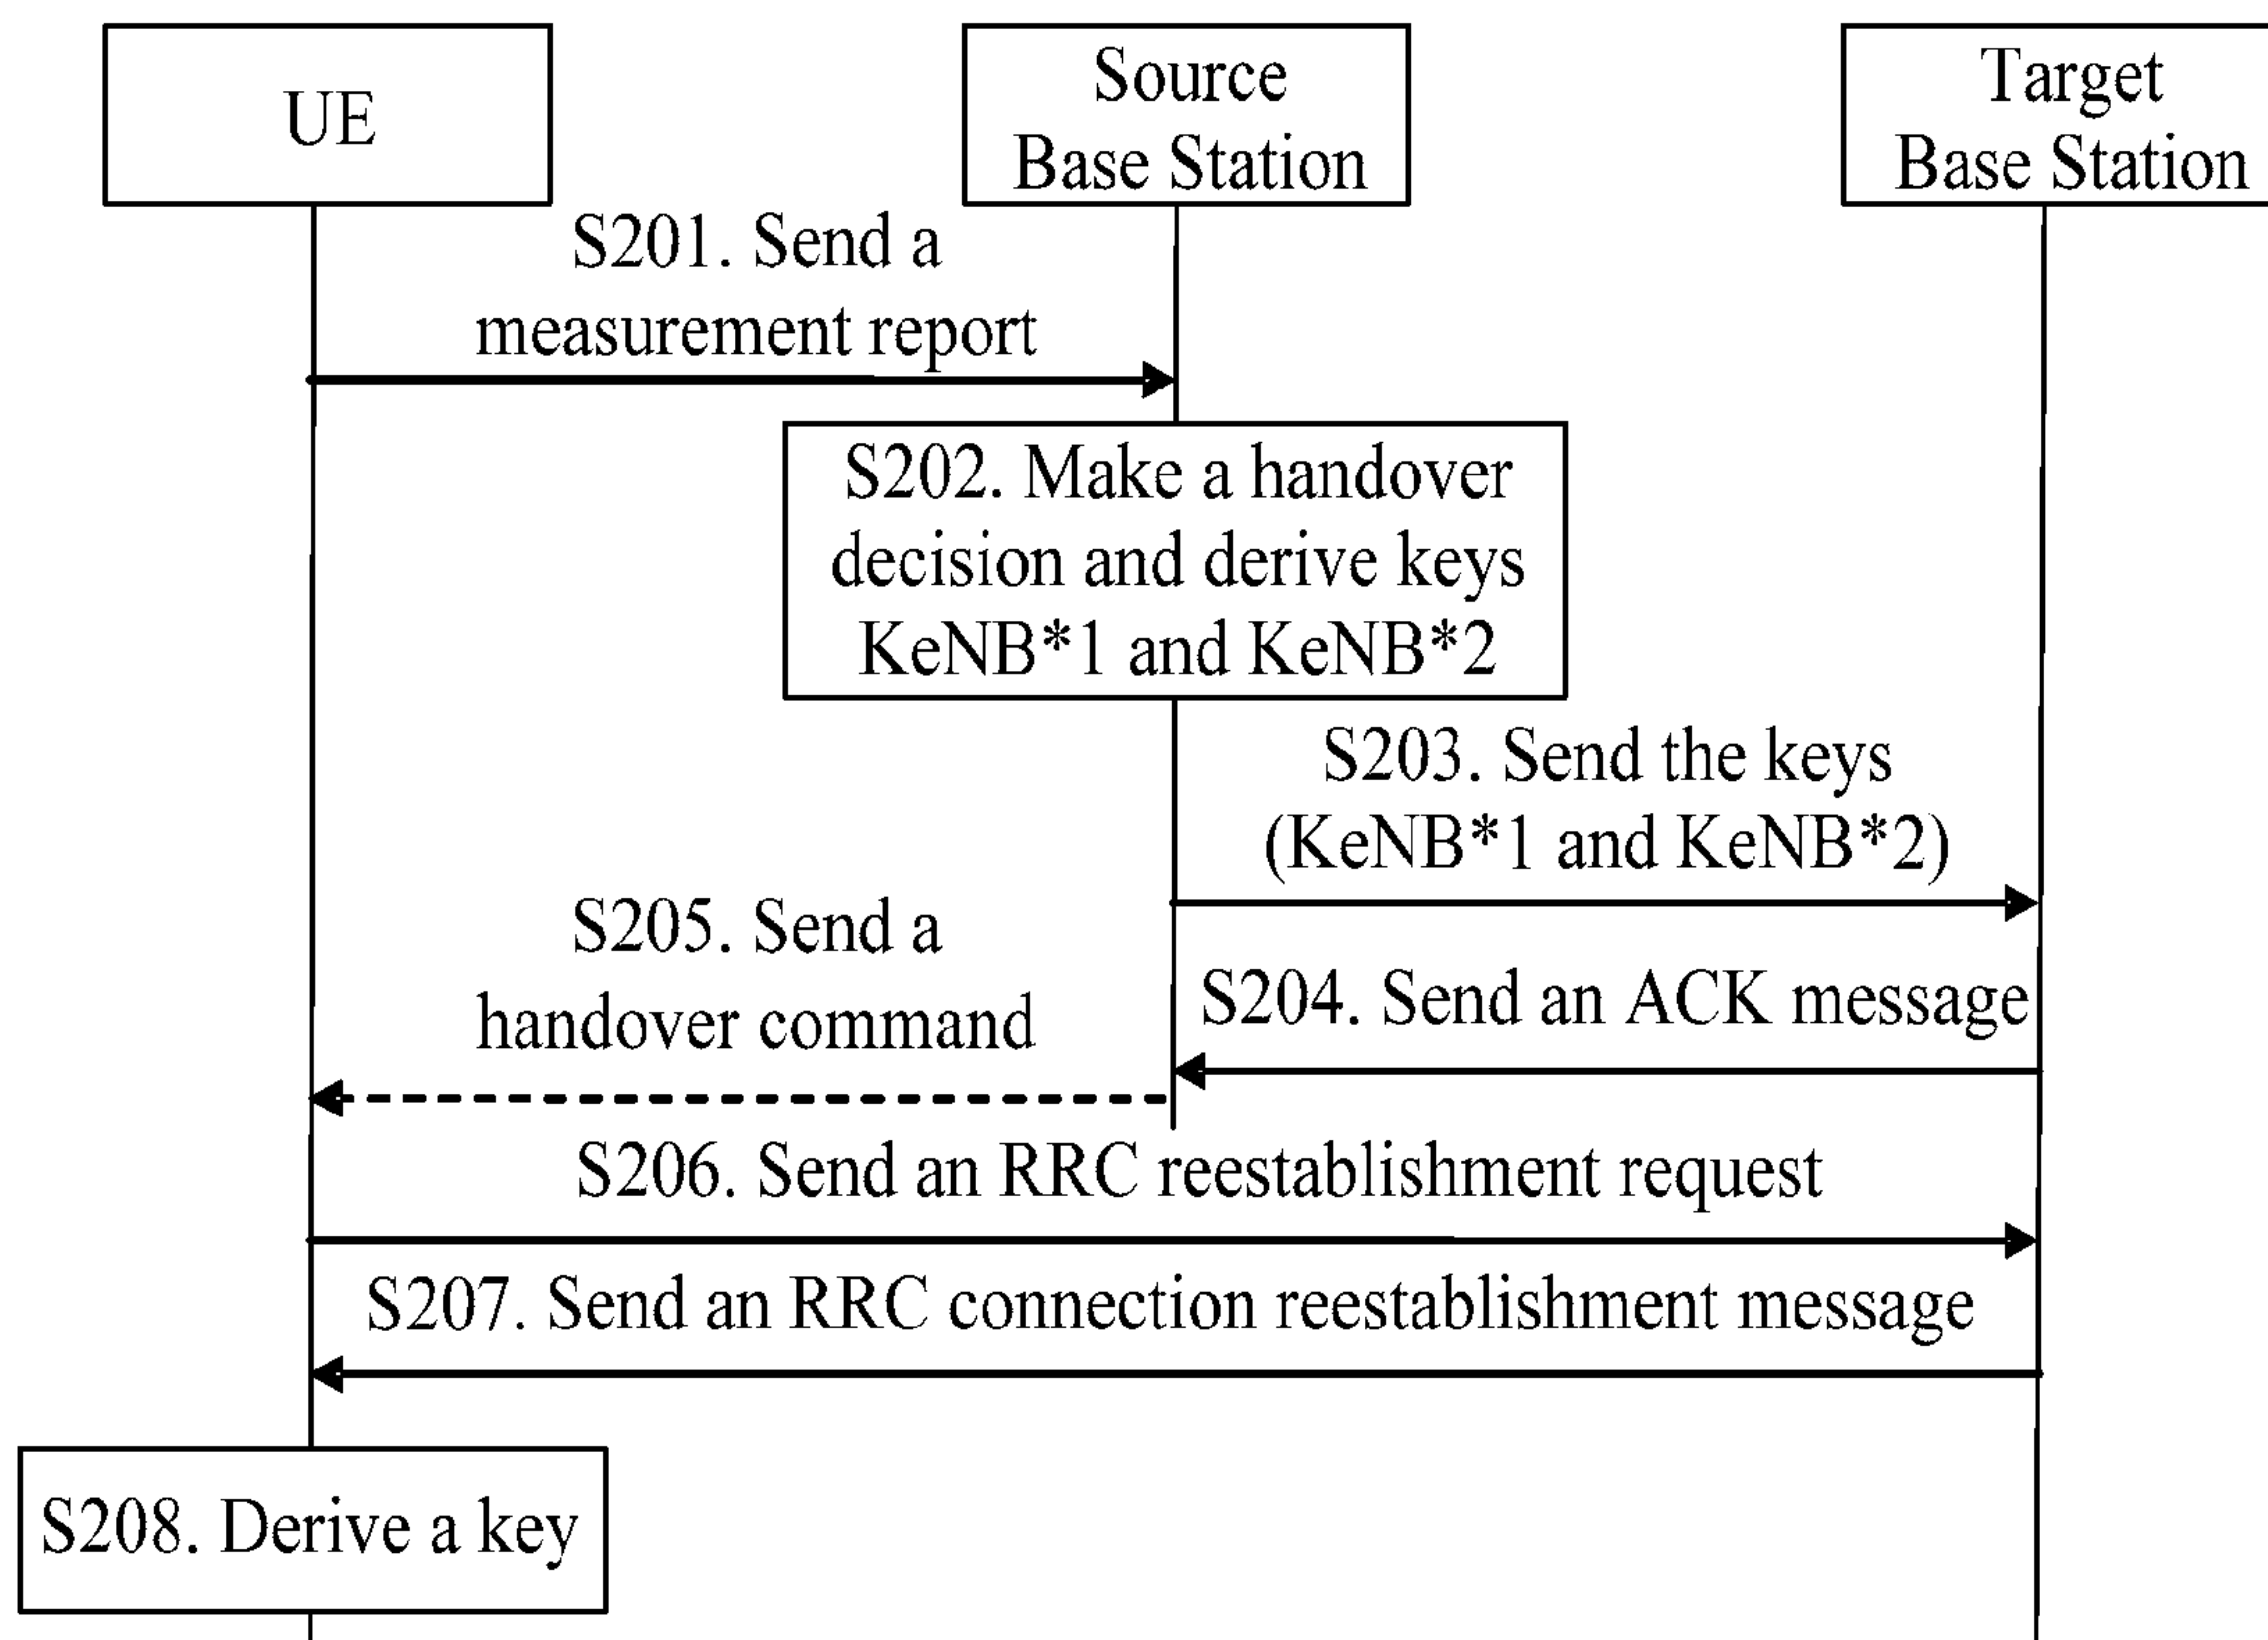 UE
Source
Base Station
Target
Base Station
S201. Send a
measurement report
S202. Make a handover
decision and derive keys
KeNB*1 and KeNB*2
S203. Send the keys
(KeNB*1 and KeNB*2)
S204. Send an ACK message
S205. Send a
handover command
S206. Send an RRC reestablishment request
S207. Send an RRC connection reestablishment message
S208. Derive a key